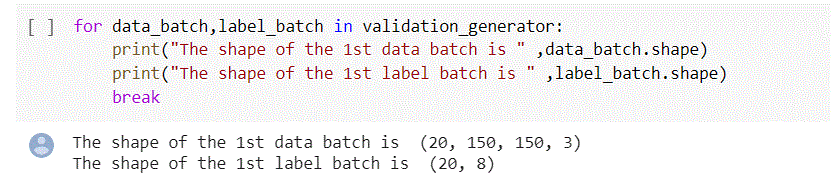 [ ] for data_batch,label_batch in validation_generator:
print("The shape of the 1st data batch is " ,data_batch.shape)
print("The shape of the 1st label batch is " ,label_batch.shape)
break
The shape of the 1st data batch is  (20, 150, 150, 3)
The shape of the 1st label batch is  (20, 8)